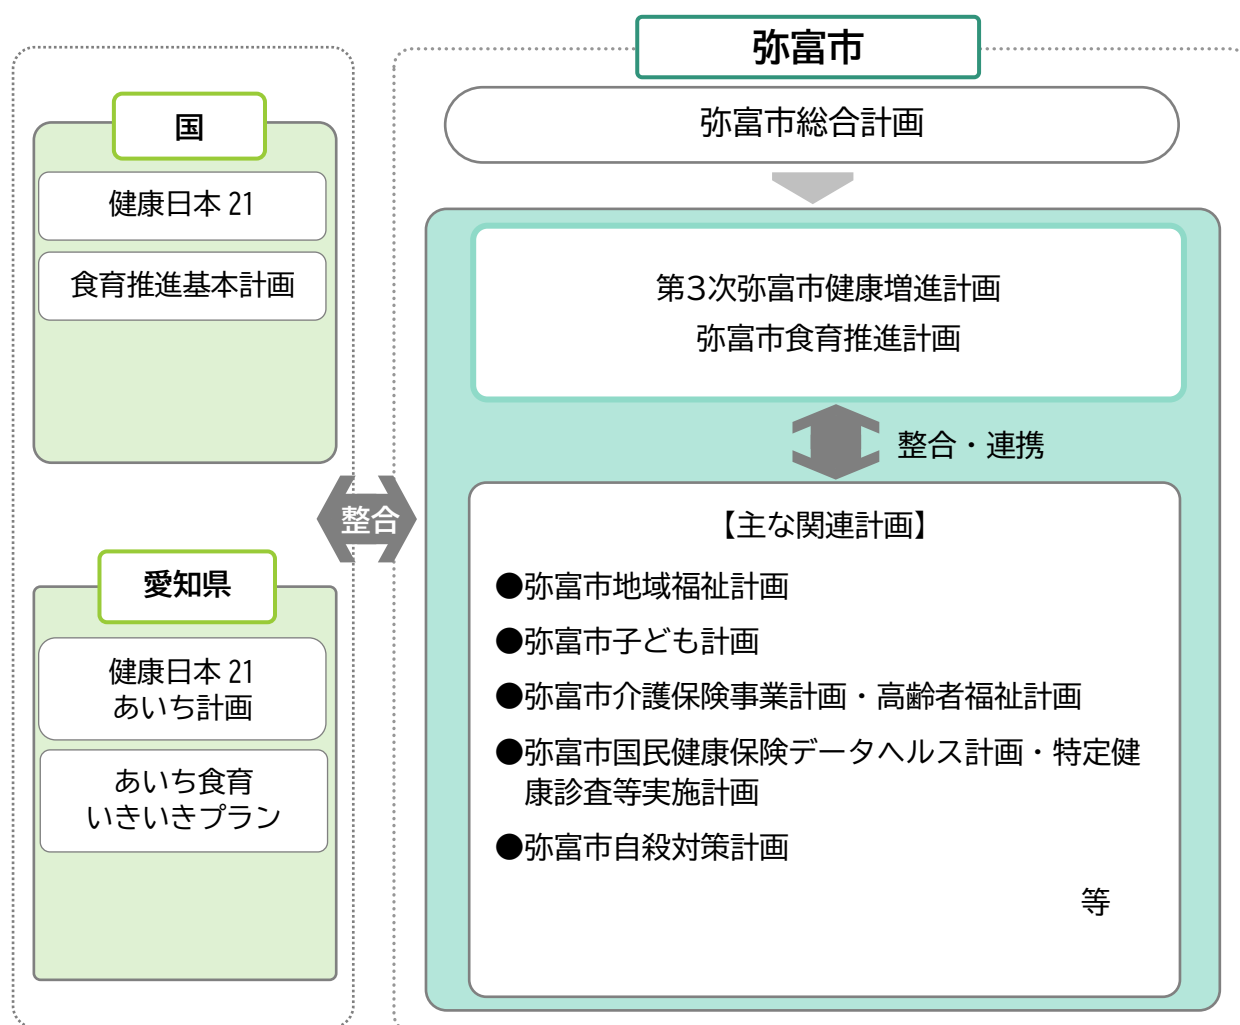 国
健康日本 21
食育推進基本計画
愛知県
健康日本 21
あいち計画
あいち食育
いきいきプラン
整合
弥富市
弥富市総合計画
第3次弥富市健康増進計画
弥富市食育推進計画
整合・連携
【主な関連計画】
●弥富市地域福祉計画
●弥富市子ども計画
●弥富市介護保険事業計画・高齢者福祉計画
●弥富市国民健康保険データヘルス計画・特定健
康診査等実施計画
●弥富市自殺対策計画
等